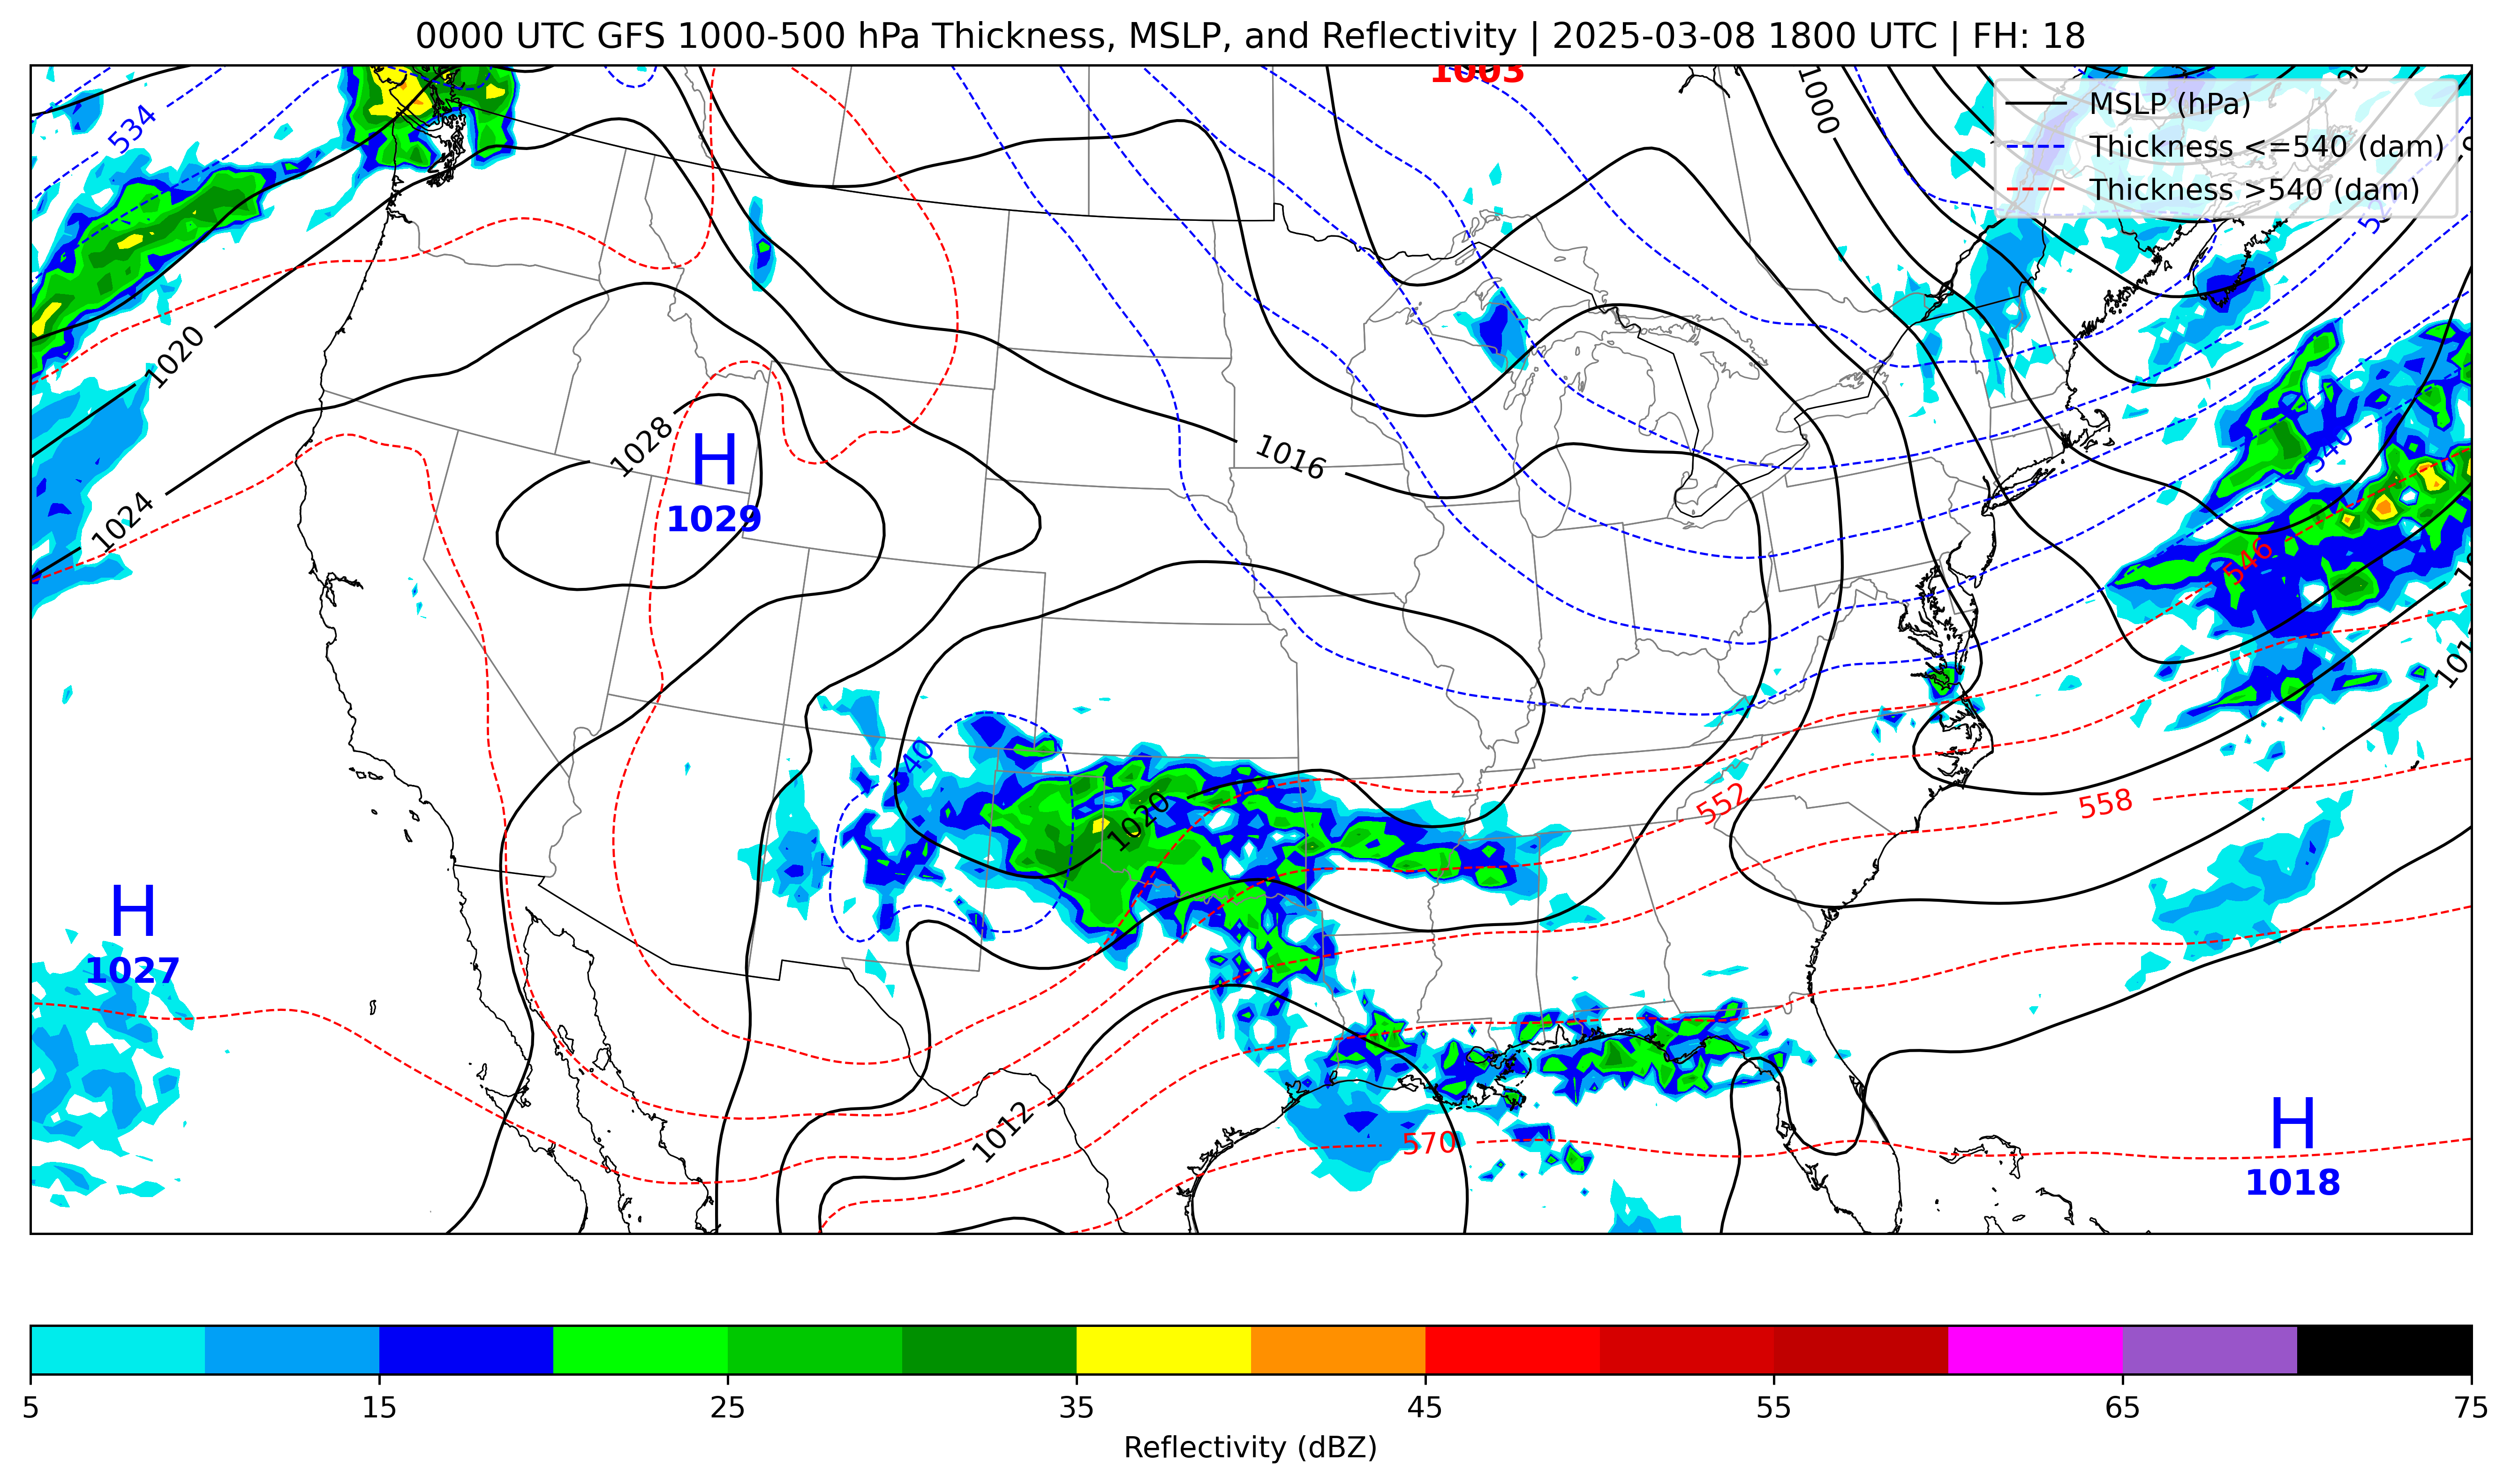 0000 UTC GFS 1000-500 hPa Thickness, MSLP, and Reflectivity | 2025-03-08 1800 UTC | FH: 18
1003
1000
MSLP (hPa)
Thickness <=540 (dam)
Thickness >540 (dam)
534
1020
1024
1028
H
1029
1016
540
546
540
1020
552
558
H
1027
1012
570
H
1018
5 15 25 35 45 55 65 75
Reflectivity (dBZ)